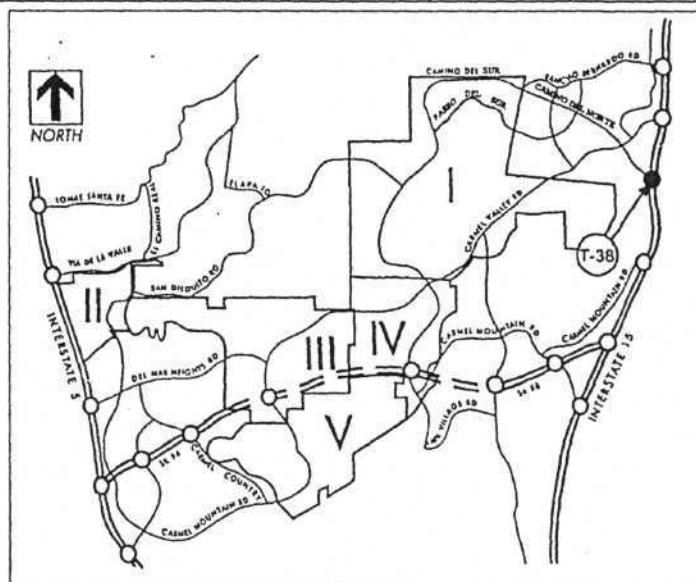 NORTH
CAMINO DEL SUR
RANCHO BERNARDO RD
CAMINO DEL NORTE
PASEO DEL SUR
I
LOMAS SANTA FE
EL CAMINO REAL
EL APAJO
CARMEL VALLEY RD
T-38
VIA DE LA VALLE
II
SAN DIEGUITO RD
INTERSTATE 5
DEL MAR HEIGHTS RD
III
IV
CARMEL MOUNTAIN RD
CARMEL MOUNTAIN RD
INTERSTATE 15
SR 56
V
SR 56
CARMEL COUNTRY
CARMEL MOUNTAIN RD